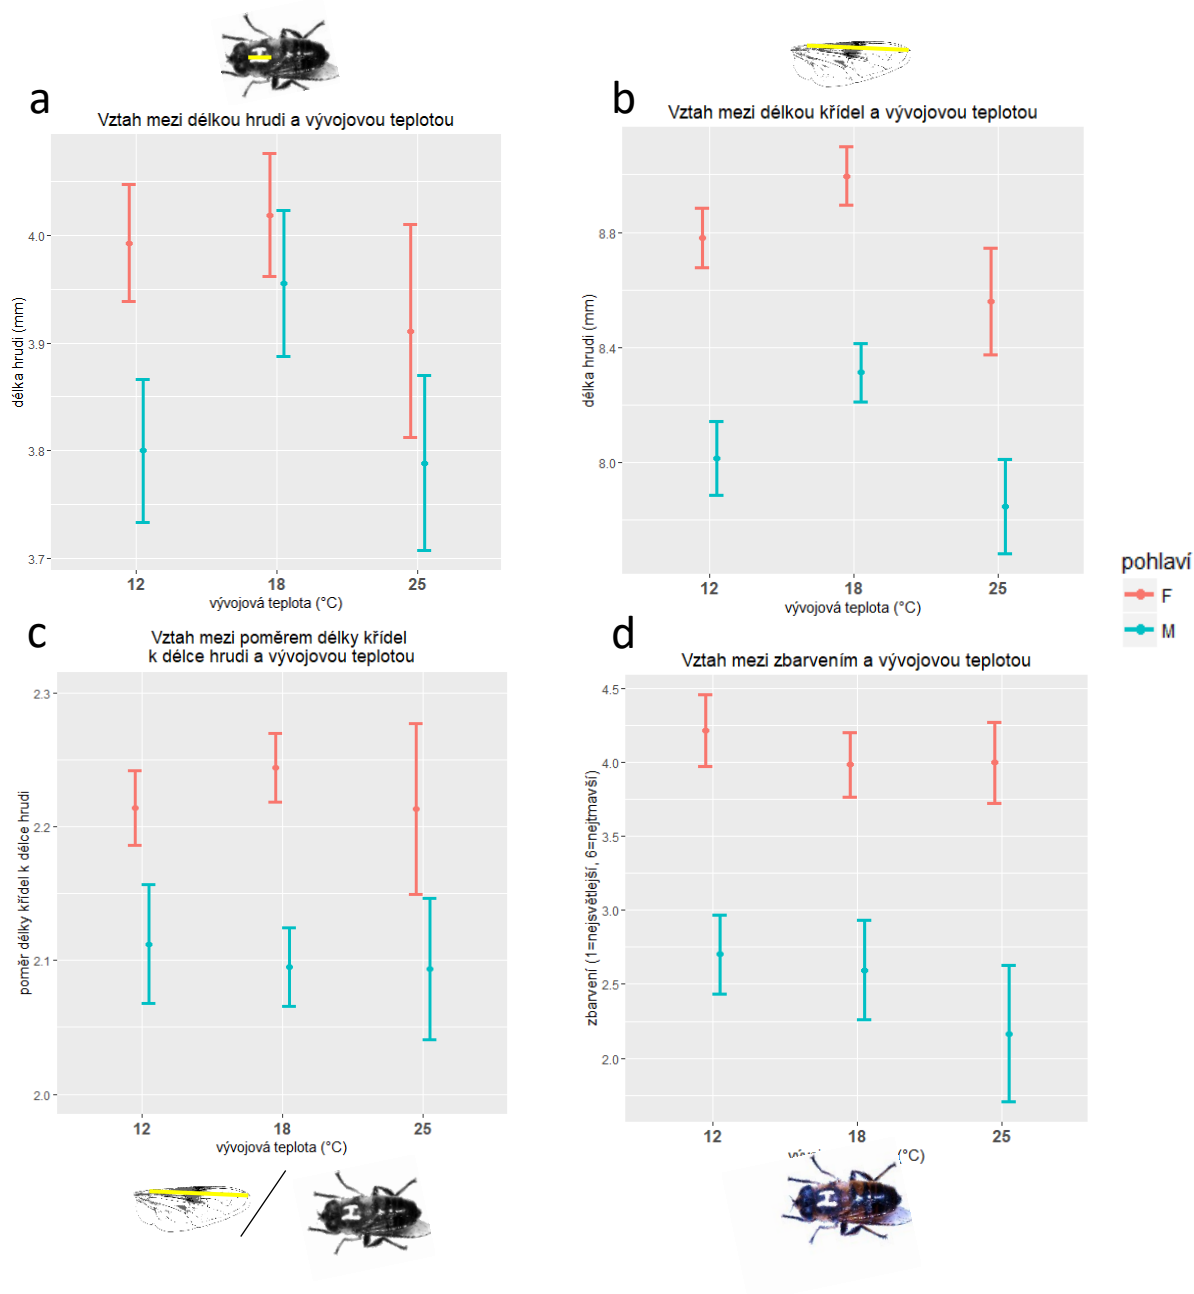 a
Vztah mezi délkou hrudi a vývojovou teplotou
délka hrudi (mm)
4.0
3.9
3.8
3.7
12 18 25
vývojová teplota (°C)
b
Vztah mezi délkou křídel a vývojovou teplotou
délka hrudi (mm)
8.8
8.4
8.0
12 18 25
vývojová teplota (°C)
pohlaví
F
M
c
Vztah mezi poměrem délky křídel
k délce hrudi a vývojovou teplotou
poměr délky křídel k délce hrudi
2.3
2.2
2.1
2.0
12 18 25
vývojová teplota (°C)
d
Vztah mezi zbarvením a vývojovou teplotou
zbarvení (1=nejsvětlejší, 6=nejtmavší)
4.5
4.0
3.5
3.0
2.5
2.0
12 18 25
(°C)
H
H
H